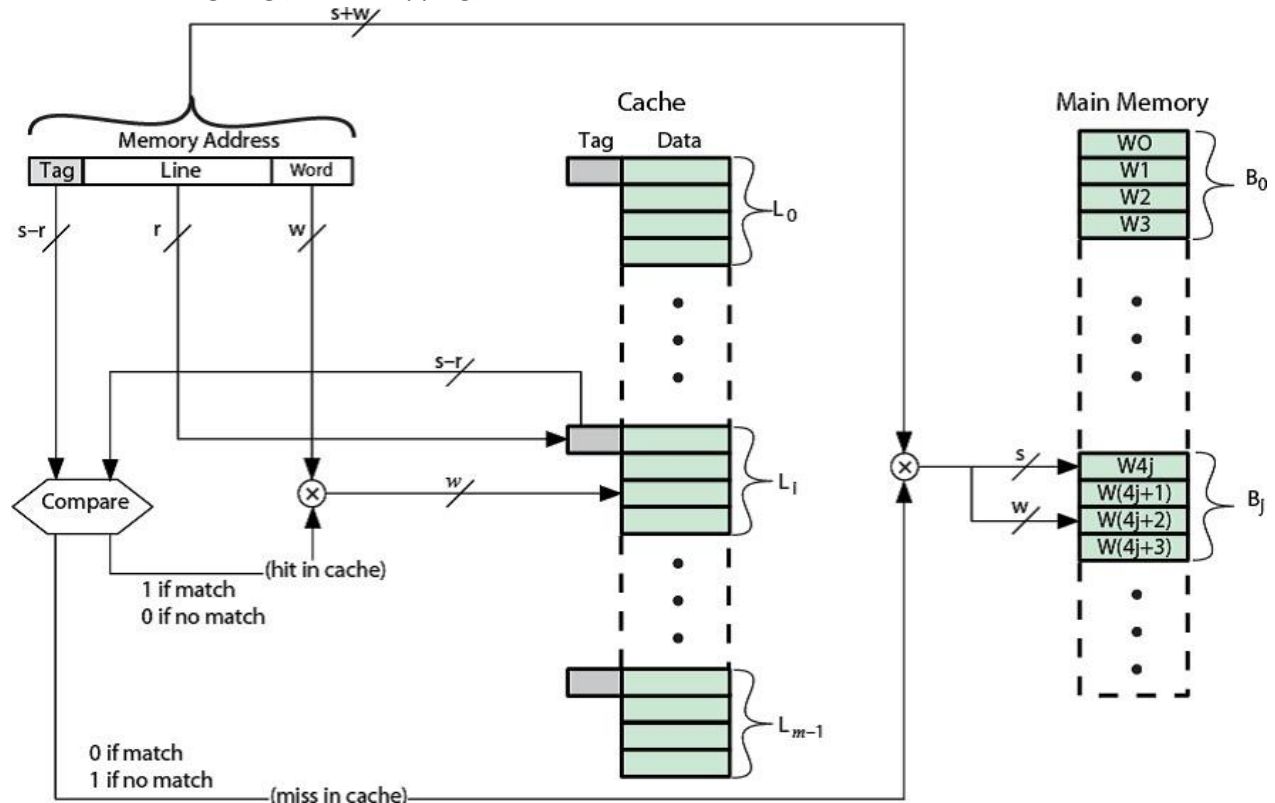 s+w
Cache
Main Memory
Memory Address
Tag Line Word
Tag Data
s–r
r
w
L0
W0
W1
W2
W3
B0
s–r
Compare
w
Li
s
w
W4j
W(4j+1)
W(4j+2)
W(4j+3)
Bj
(hit in cache)
1 if match
0 if no match
Lm–1
0 if match
1 if no match
(miss in cache)